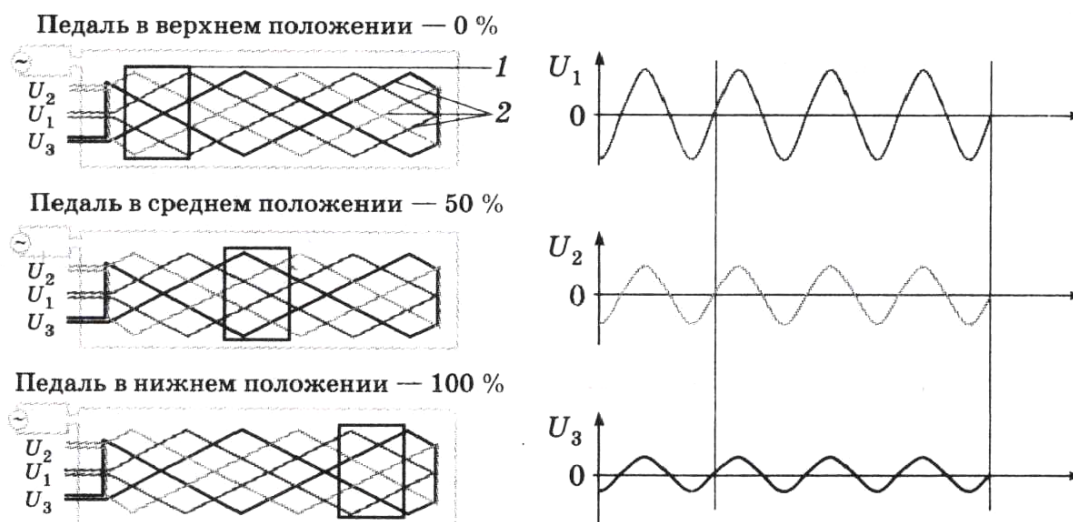 Педаль в верхнем положении — 0 %
~
1
U₂
U₁
2
U₃
Педаль в среднем положении — 50 %
~
U₂
U₁
U₃
Педаль в нижнем положении — 100 %
~
U₂
U₁
U₃
U₁
0
U₂
0
U₃
0